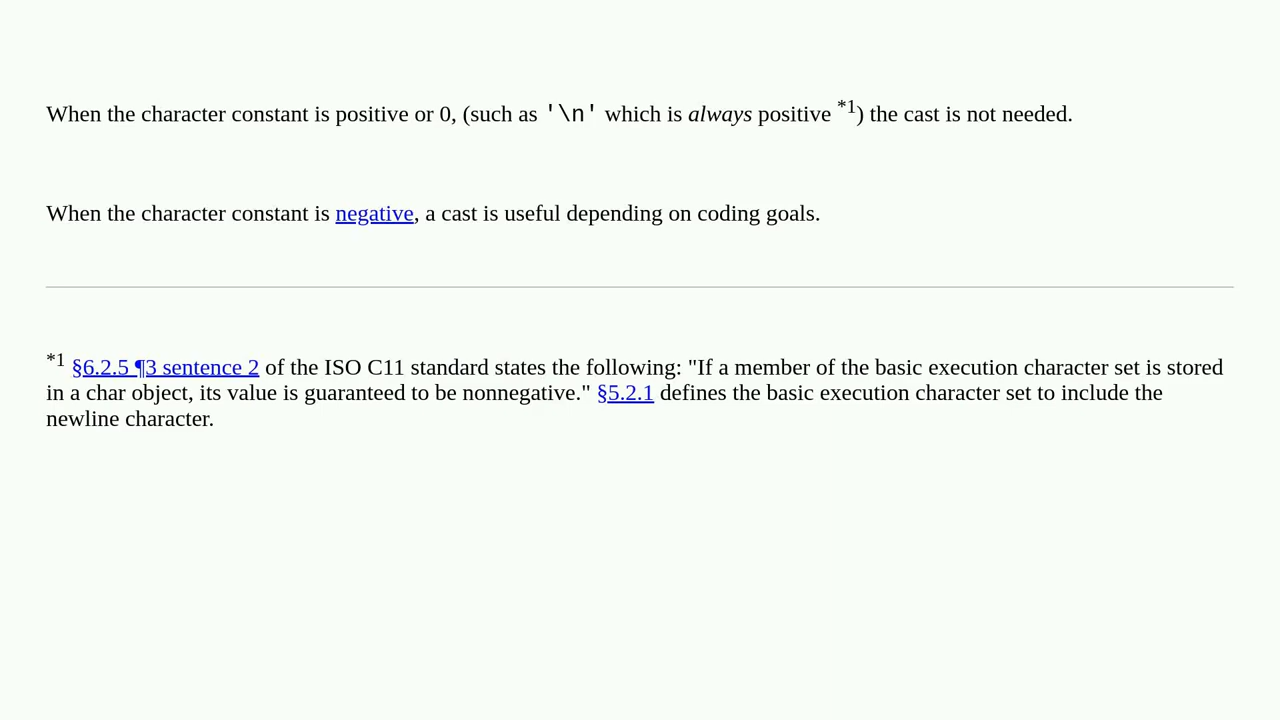 When the character constant is positive or 0, (such as '\n' which is always positive *1) the cast is not needed.
When the character constant is negative, a cast is useful depending on coding goals.
*1 §6.2.5 ¶3 sentence 2 of the ISO C11 standard states the following: "If a member of the basic execution character set is stored
in a char object, its value is guaranteed to be nonnegative." §5.2.1 defines the basic execution character set to include the
newline character.